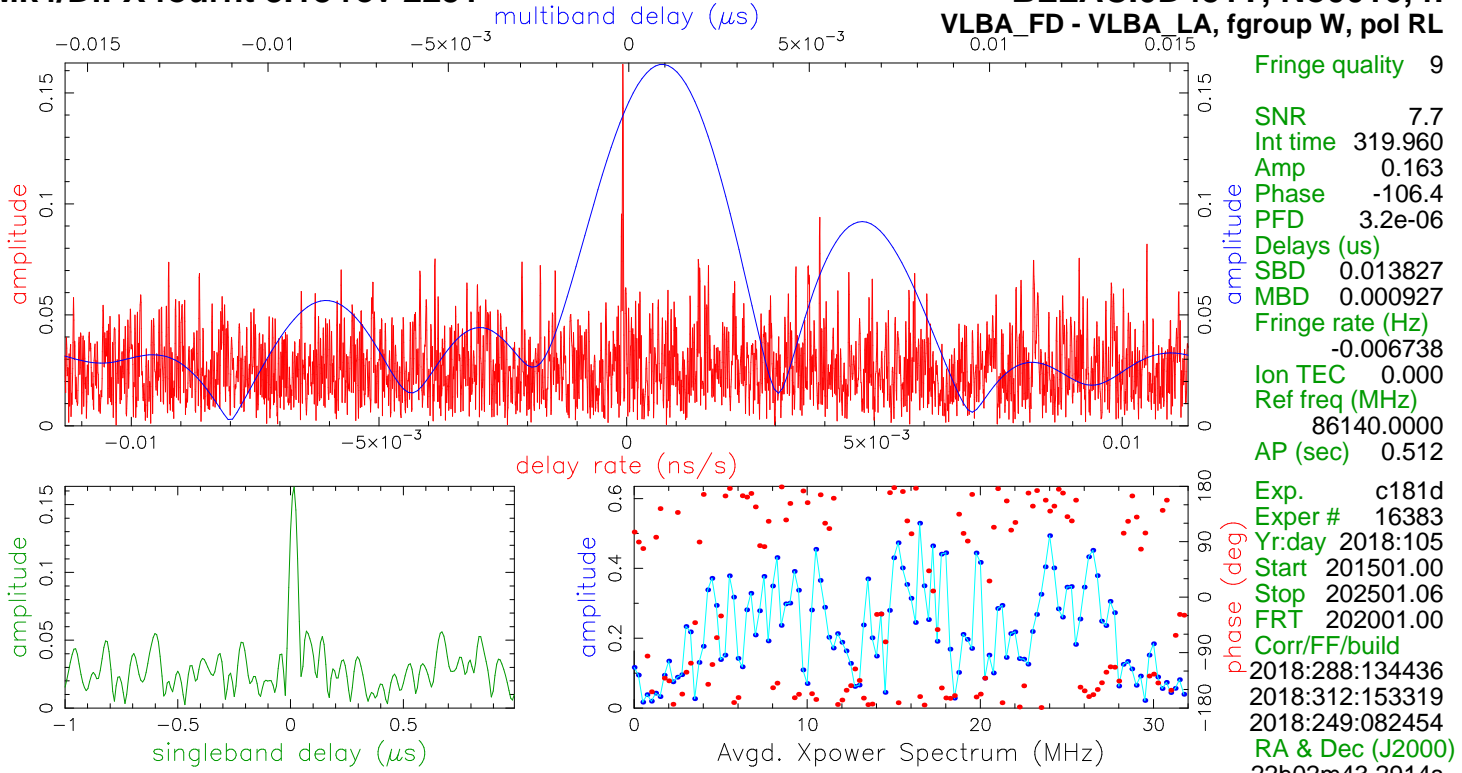 multiband delay (μs)
VLBA_FD - VLBA_LA, fgroup W, pol RL
−0.015 −0.01 −5×10⁻³ 0 5×10⁻³ 0.01 0.015
amplitude
0 0.05 0.1 0.15
amplitude
0 0.05 0.1 0.15
−0.01 −5×10⁻³ 0 5×10⁻³ 0.01
delay rate (ns/s)
Fringe quality 9
SNR 7.7
Int time 319.960
Amp 0.163
Phase -106.4
PFD 3.2e-06
Delays (us)
SBD 0.013827
MBD 0.000927
Fringe rate (Hz)
-0.006738
Ion TEC 0.000
Ref freq (MHz)
86140.0000
AP (sec) 0.512
Exp. c181d
Exper # 16383
Yr:day 2018:105
Start 201501.00
Stop 202501.06
FRT 202001.00
Corr/FF/build
2018:288:134436
2018:312:153319
2018:249:082454
RA & Dec (J2000)
amplitude
0 0.05 0.15
−1 −0.5 0 0.5
singleband delay (μs)
amplitude
0 0.2 0.4 0.6
phase (deg)
−180 −90 0 90 180
0 10 20 30
Avgd. Xpower Spectrum (MHz)